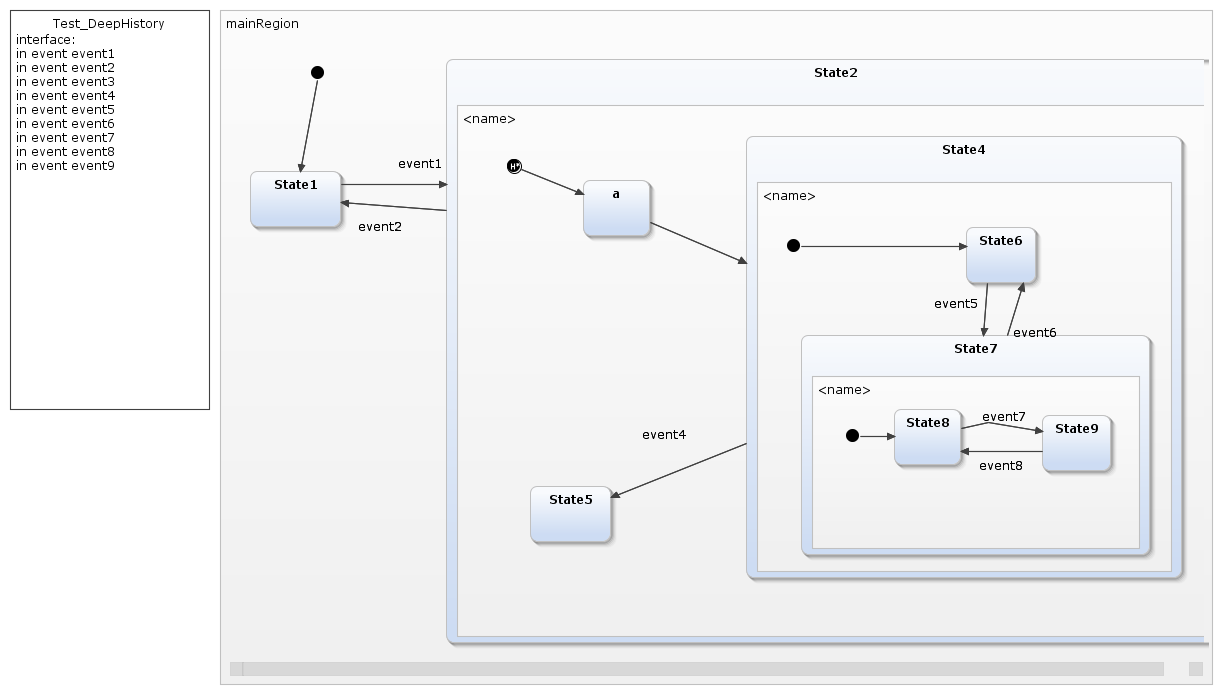 Test_DeepHistory
interface:
in event event1
in event event2
in event event3
in event event4
in event event5
in event event6
in event event7
in event event8
in event event9
mainRegion
State2
<name>
State4
H*
event1
State1
a
<name>
event2
State6
event5
event6
State7
<name>
event7
State8
State9
event4
event8
State5